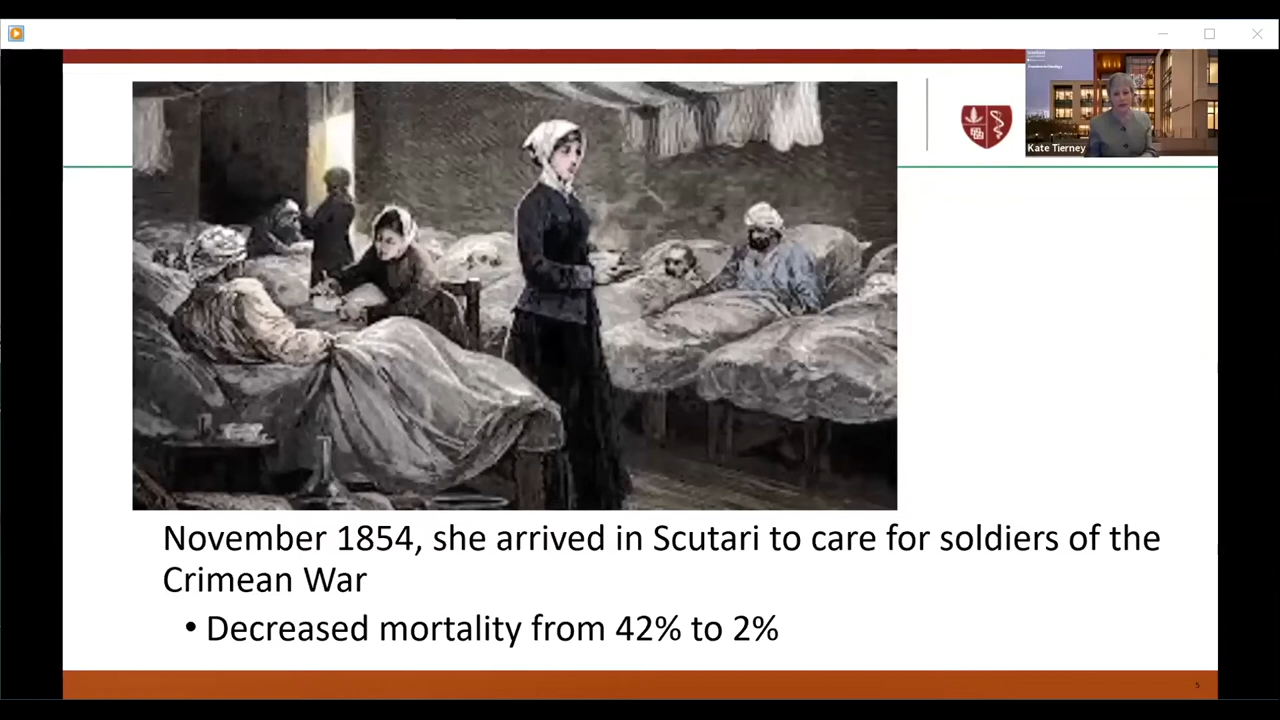 Kate Tierney
November 1854, she arrived in Scutari to care for soldiers of the
Crimean War
• Decreased mortality from 42% to 2%
5